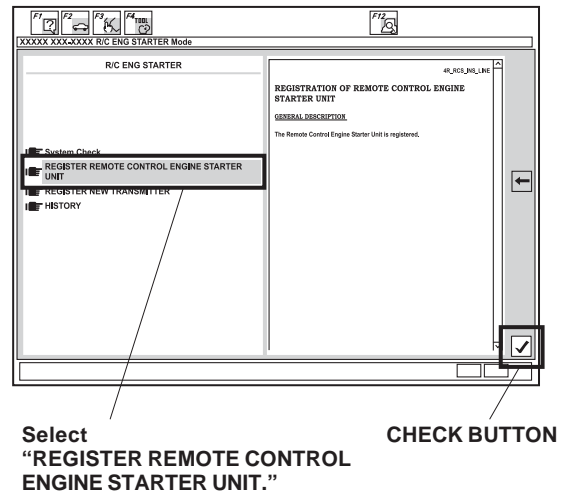 F1
F2
F3
F4 TOOL
F12
XXXXX XXX-XXXX R/C ENG STARTER Mode
R/C ENG STARTER
System Check
REGISTER REMOTE CONTROL ENGINE STARTER
UNIT
REGISTER NEW TRANSMITTER
HISTORY
4R_RCS_INS_LINE
REGISTRATION OF REMOTE CONTROL ENGINE
STARTER UNIT
GENERAL DESCRIPTION
The Remote Control Engine Starter Unit is registered.
Select
“REGISTER REMOTE CONTROL
ENGINE STARTER UNIT.”
CHECK BUTTON